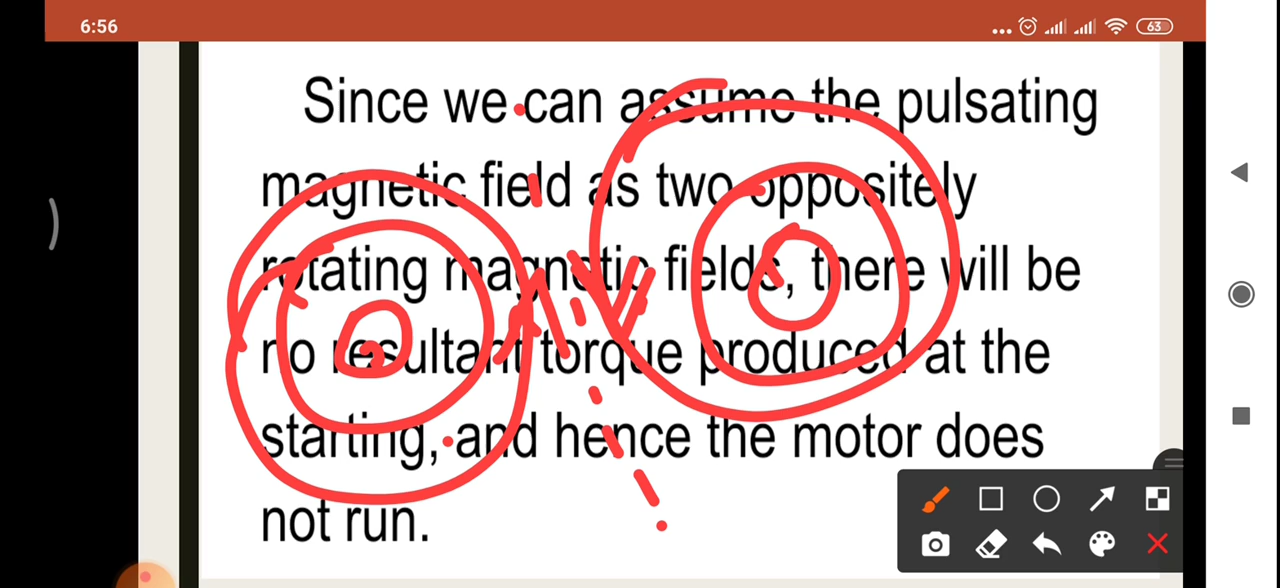 6:56
63
Since we can assume the pulsating
magnetic field as two oppositely
rotating magnetic fields, there will be
no resultant torque produced at the
starting, and hence the motor does
not run.